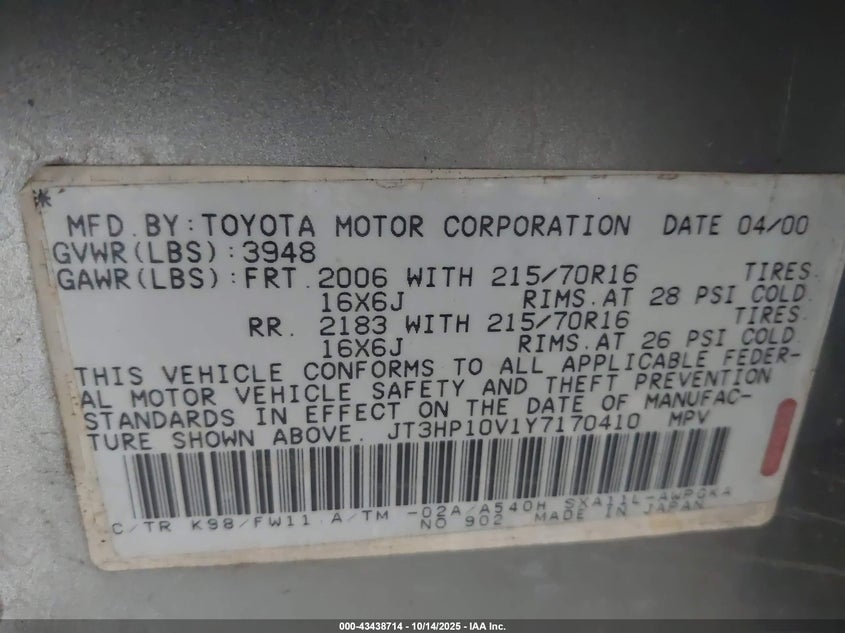 *
MFD. BY: TOYOTA MOTOR CORPORATION DATE 04/00
GVWR(LBS): 3948
GAWR(LBS): FRT. 2006 WITH 215/70R16 TIRES.
16X6J RIMS. AT 28 PSI COLD.
RR. 2183 WITH 215/70R16 TIRES.
16X6J RIMS. AT 26 PSI COLD.
THIS VEHICLE CONFORMS TO ALL APPLICABLE FEDER-
AL MOTOR VEHICLE SAFETY AND THEFT PREVENTION
STANDARDS IN EFFECT ON THE DATE OF MANUFAC-
TURE SHOWN ABOVE. JT3HP10V1Y7170410 MPV
C/TR K98/FW11 A/TM -02A/A540H SXA11L-AWPGKA
NO 902 MADE IN JAPAN
000-43438714 - 10/14/2025 - IAA Inc.